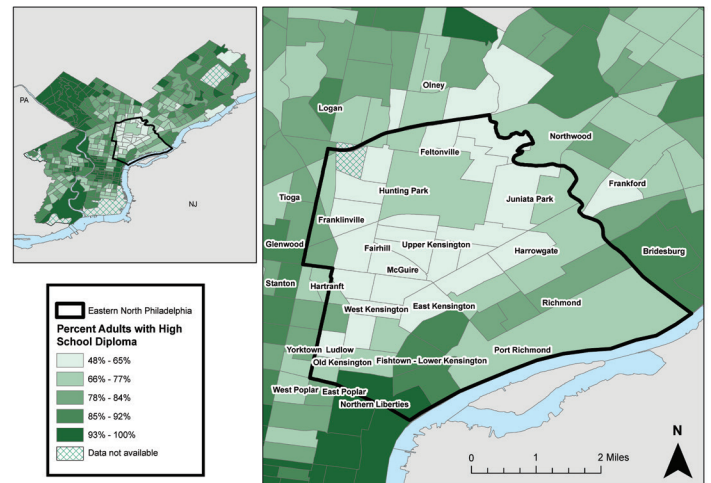 PA
NJ
Eastern North Philadelphia
Percent Adults with High
School Diploma
48% - 65%
66% - 77%
78% - 84%
85% - 92%
93% - 100%
Data not available
Olney
Logan
Northwood
Feltonville
Frankford
Hunting Park
Tioga
Juniata Park
Franklinville
Glenwood
Fairhill
Upper Kensington
Harrowgate
Bridesburg
McGuire
Stanton
Hartranft
East Kensington
Richmond
West Kensington
Yorktown
Ludlow
Port Richmond
Old Kensington
Fishtown - Lower Kensington
West Poplar
East Poplar
Northern Liberties
N
0 1 2 Miles